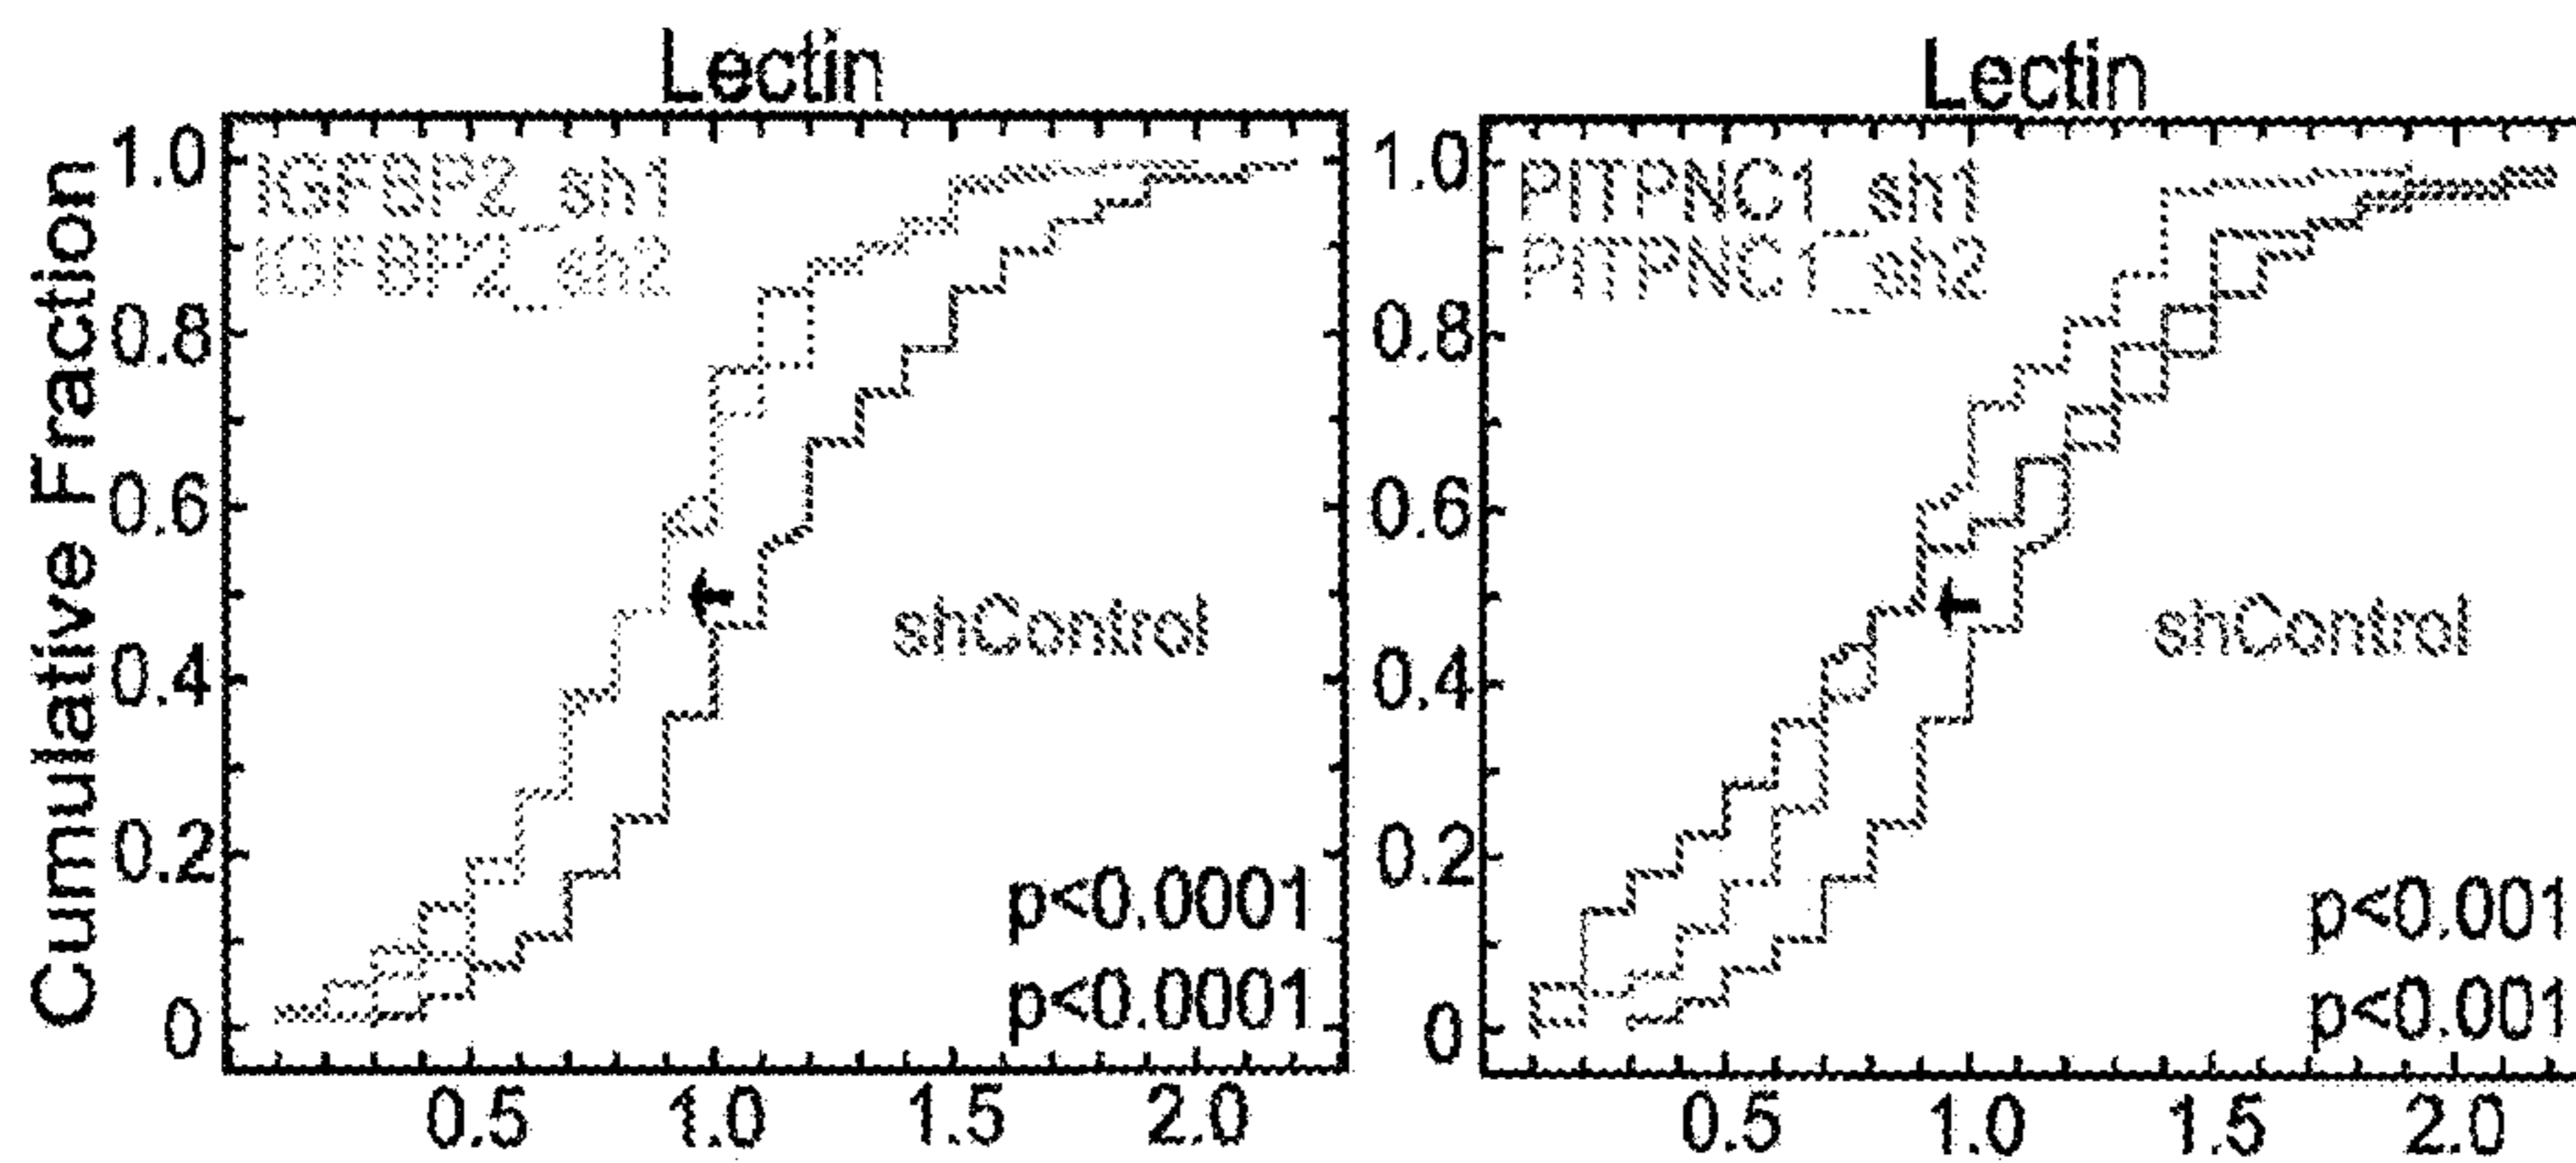 Lectin
Cumulative Fraction
1.0
0.8
0.6
0.4
0.2
0
IGFBP2_sh1
IGFBP2_sh2
shControl
p<0.0001
p<0.0001
0.5 1.0 1.5 2.0
Lectin
1.0
0.8
0.6
0.4
0.2
0
PITPNC1_sh1
PITPNC1_sh2
shControl
p<0.001
p<0.001
0.5 1.0 1.5 2.0